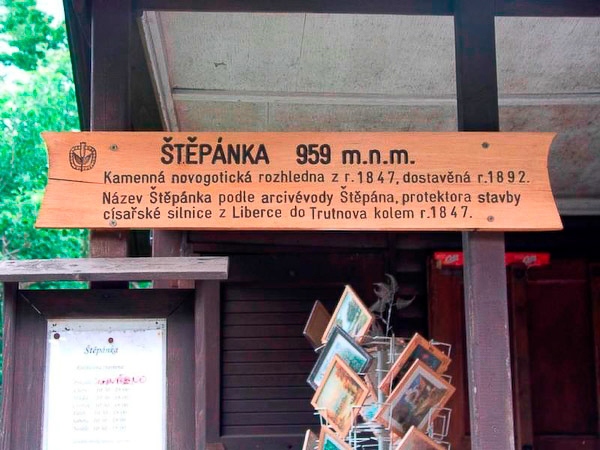 ŠTĚPÁNKA 959 m.n.m.
Kamenná novogotická rozhledna z r.1847, dostavěná r.1892.
Název Štěpánka podle arcivévody Štěpána, protektora stavby
císařské silnice z Liberce do Trutnova kolem r.1847.
Štěpánka